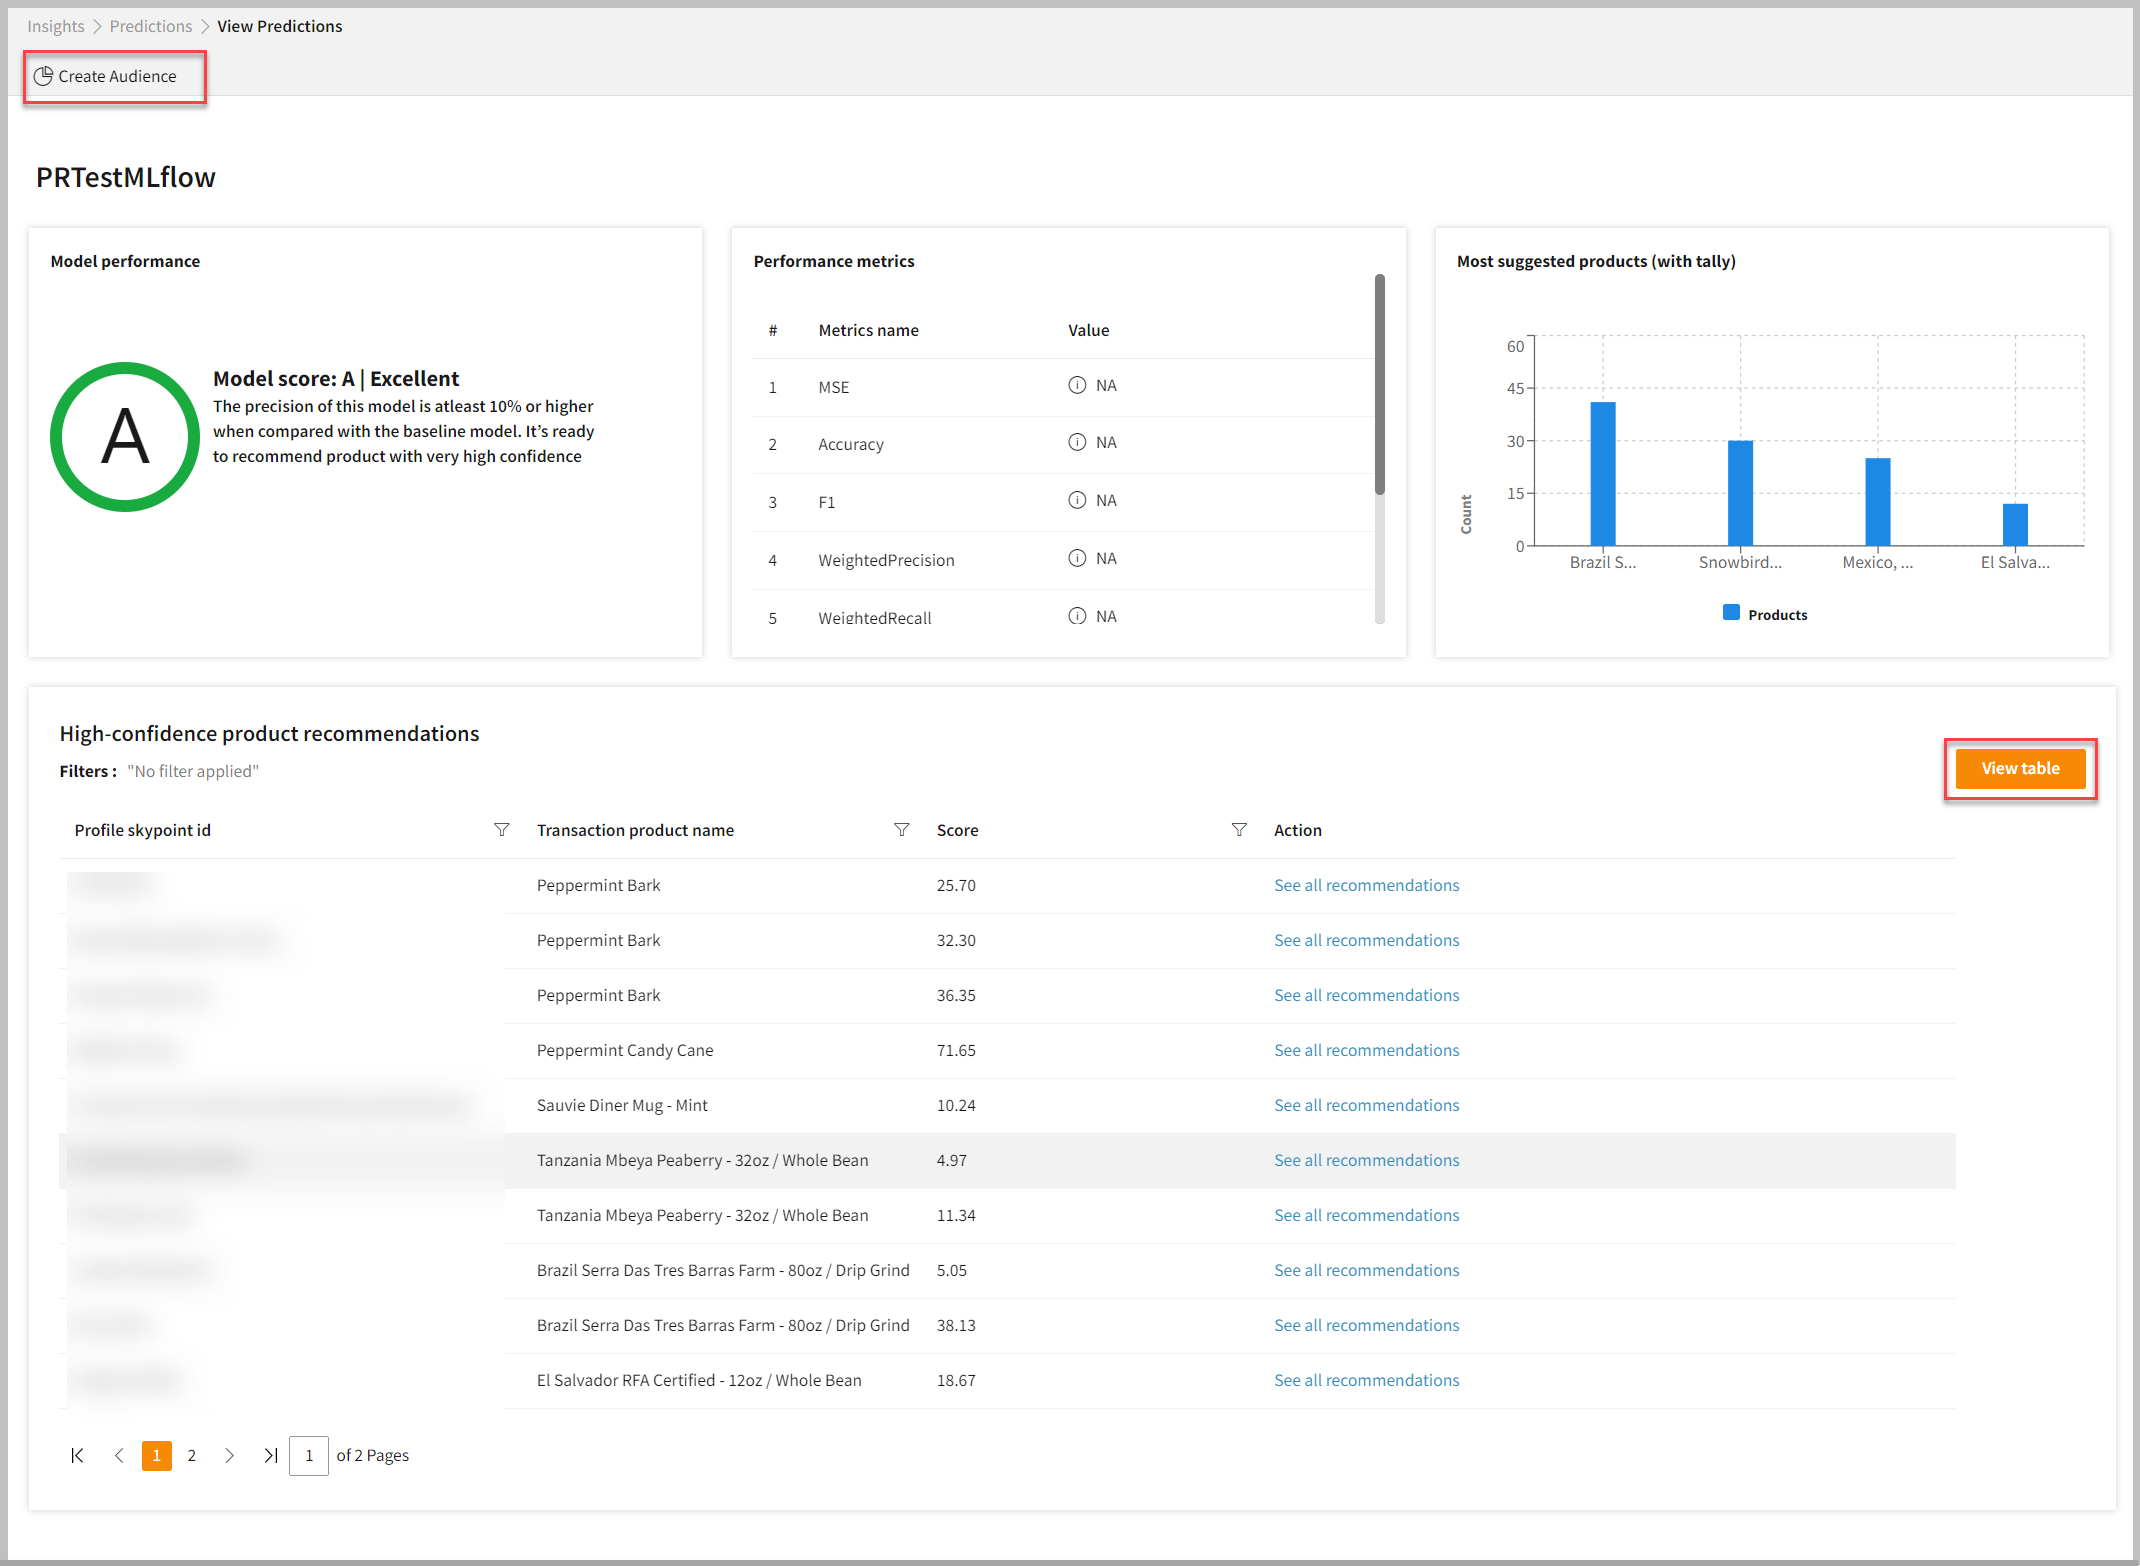 Insights > Predictions > View Predictions
Create Audience
PRTestMLflow
Model performance
A
Model score: A | Excellent
The precision of this model is atleast 10% or higher
when compared with the baseline model. It's ready
to recommend product with very high confidence
Performance metrics
# Metrics name Value
1 MSE NA
2 Accuracy NA
3 F1 NA
4 WeightedPrecision NA
5 WeightedRecall NA
Most suggested products (with tally)
60
45
30
15
0
Count
Brazil S... Snowbird... Mexico, ... El Salva...
Products
High-confidence product recommendations
Filters : "No filter applied"
View table
Profile skypoint id Transaction product name Score Action
Peppermint Bark 25.70 See all recommendations
Peppermint Bark 32.30 See all recommendations
Peppermint Bark 36.35 See all recommendations
Peppermint Candy Cane 71.65 See all recommendations
Sauvie Diner Mug - Mint 10.24 See all recommendations
Tanzania Mbeya Peaberry - 32oz / Whole Bean 4.97 See all recommendations
Tanzania Mbeya Peaberry - 32oz / Whole Bean 11.34 See all recommendations
Brazil Serra Das Tres Barras Farm - 80oz / Drip Grind 5.05 See all recommendations
Brazil Serra Das Tres Barras Farm - 80oz / Drip Grind 38.13 See all recommendations
El Salvador RFA Certified - 12oz / Whole Bean 18.67 See all recommendations
1 2 1 of 2 Pages